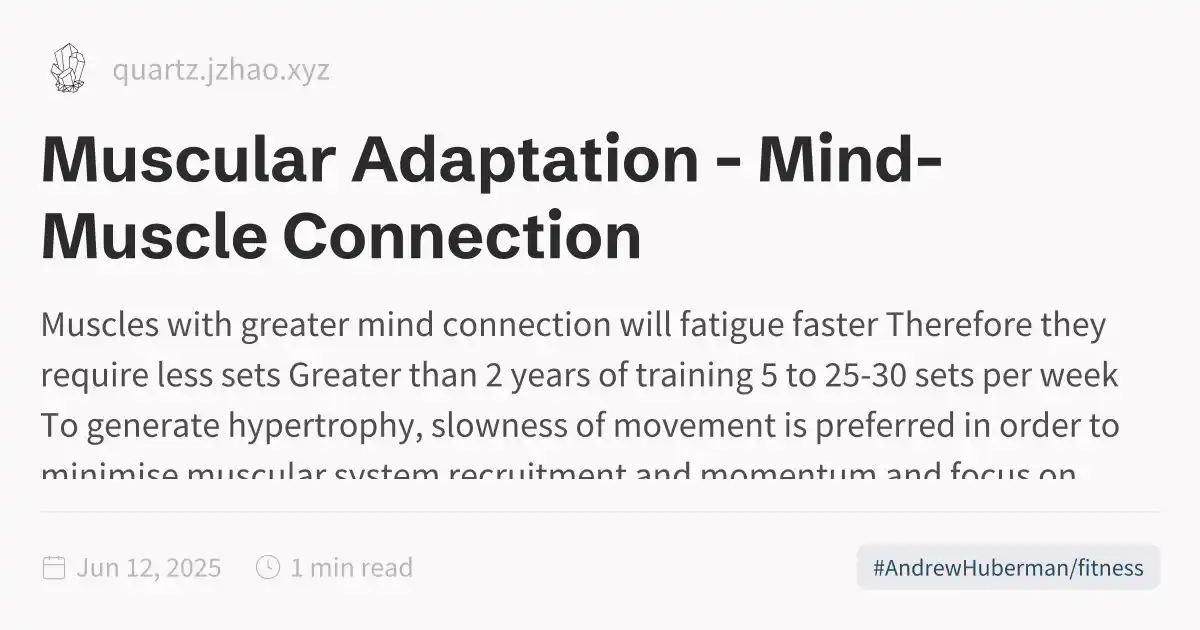 quartz.jzhao.xyz
Muscular Adaptation - Mind-
Muscle Connection
Muscles with greater mind connection will fatigue faster Therefore they
require less sets Greater than 2 years of training 5 to 25-30 sets per week
To generate hypertrophy, slowness of movement is preferred in order to
minimise muscular system recruitment and momentum and focus on
Jun 12, 2025
1 min read
#AndrewHuberman/fitness